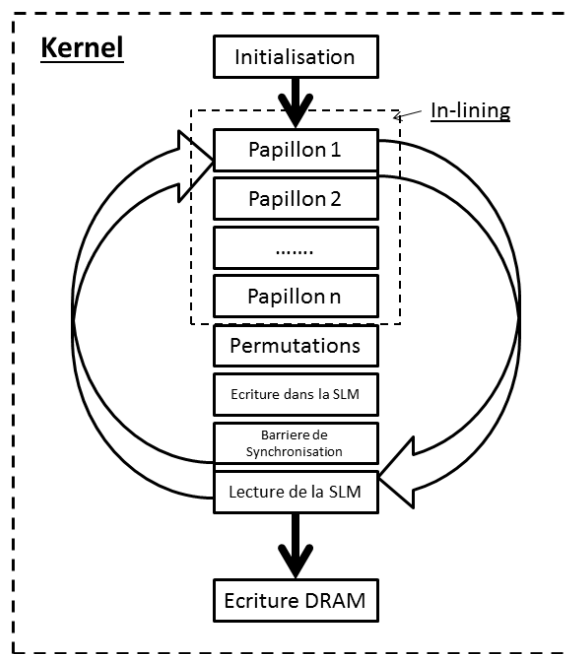 Kernel
Initialisation
In-lining
Papillon 1
Papillon 2
.......
Papillon n
Permutations
Ecriture dans la SLM
Barriere de
Synchronisation
Lecture de la SLM
Ecriture DRAM